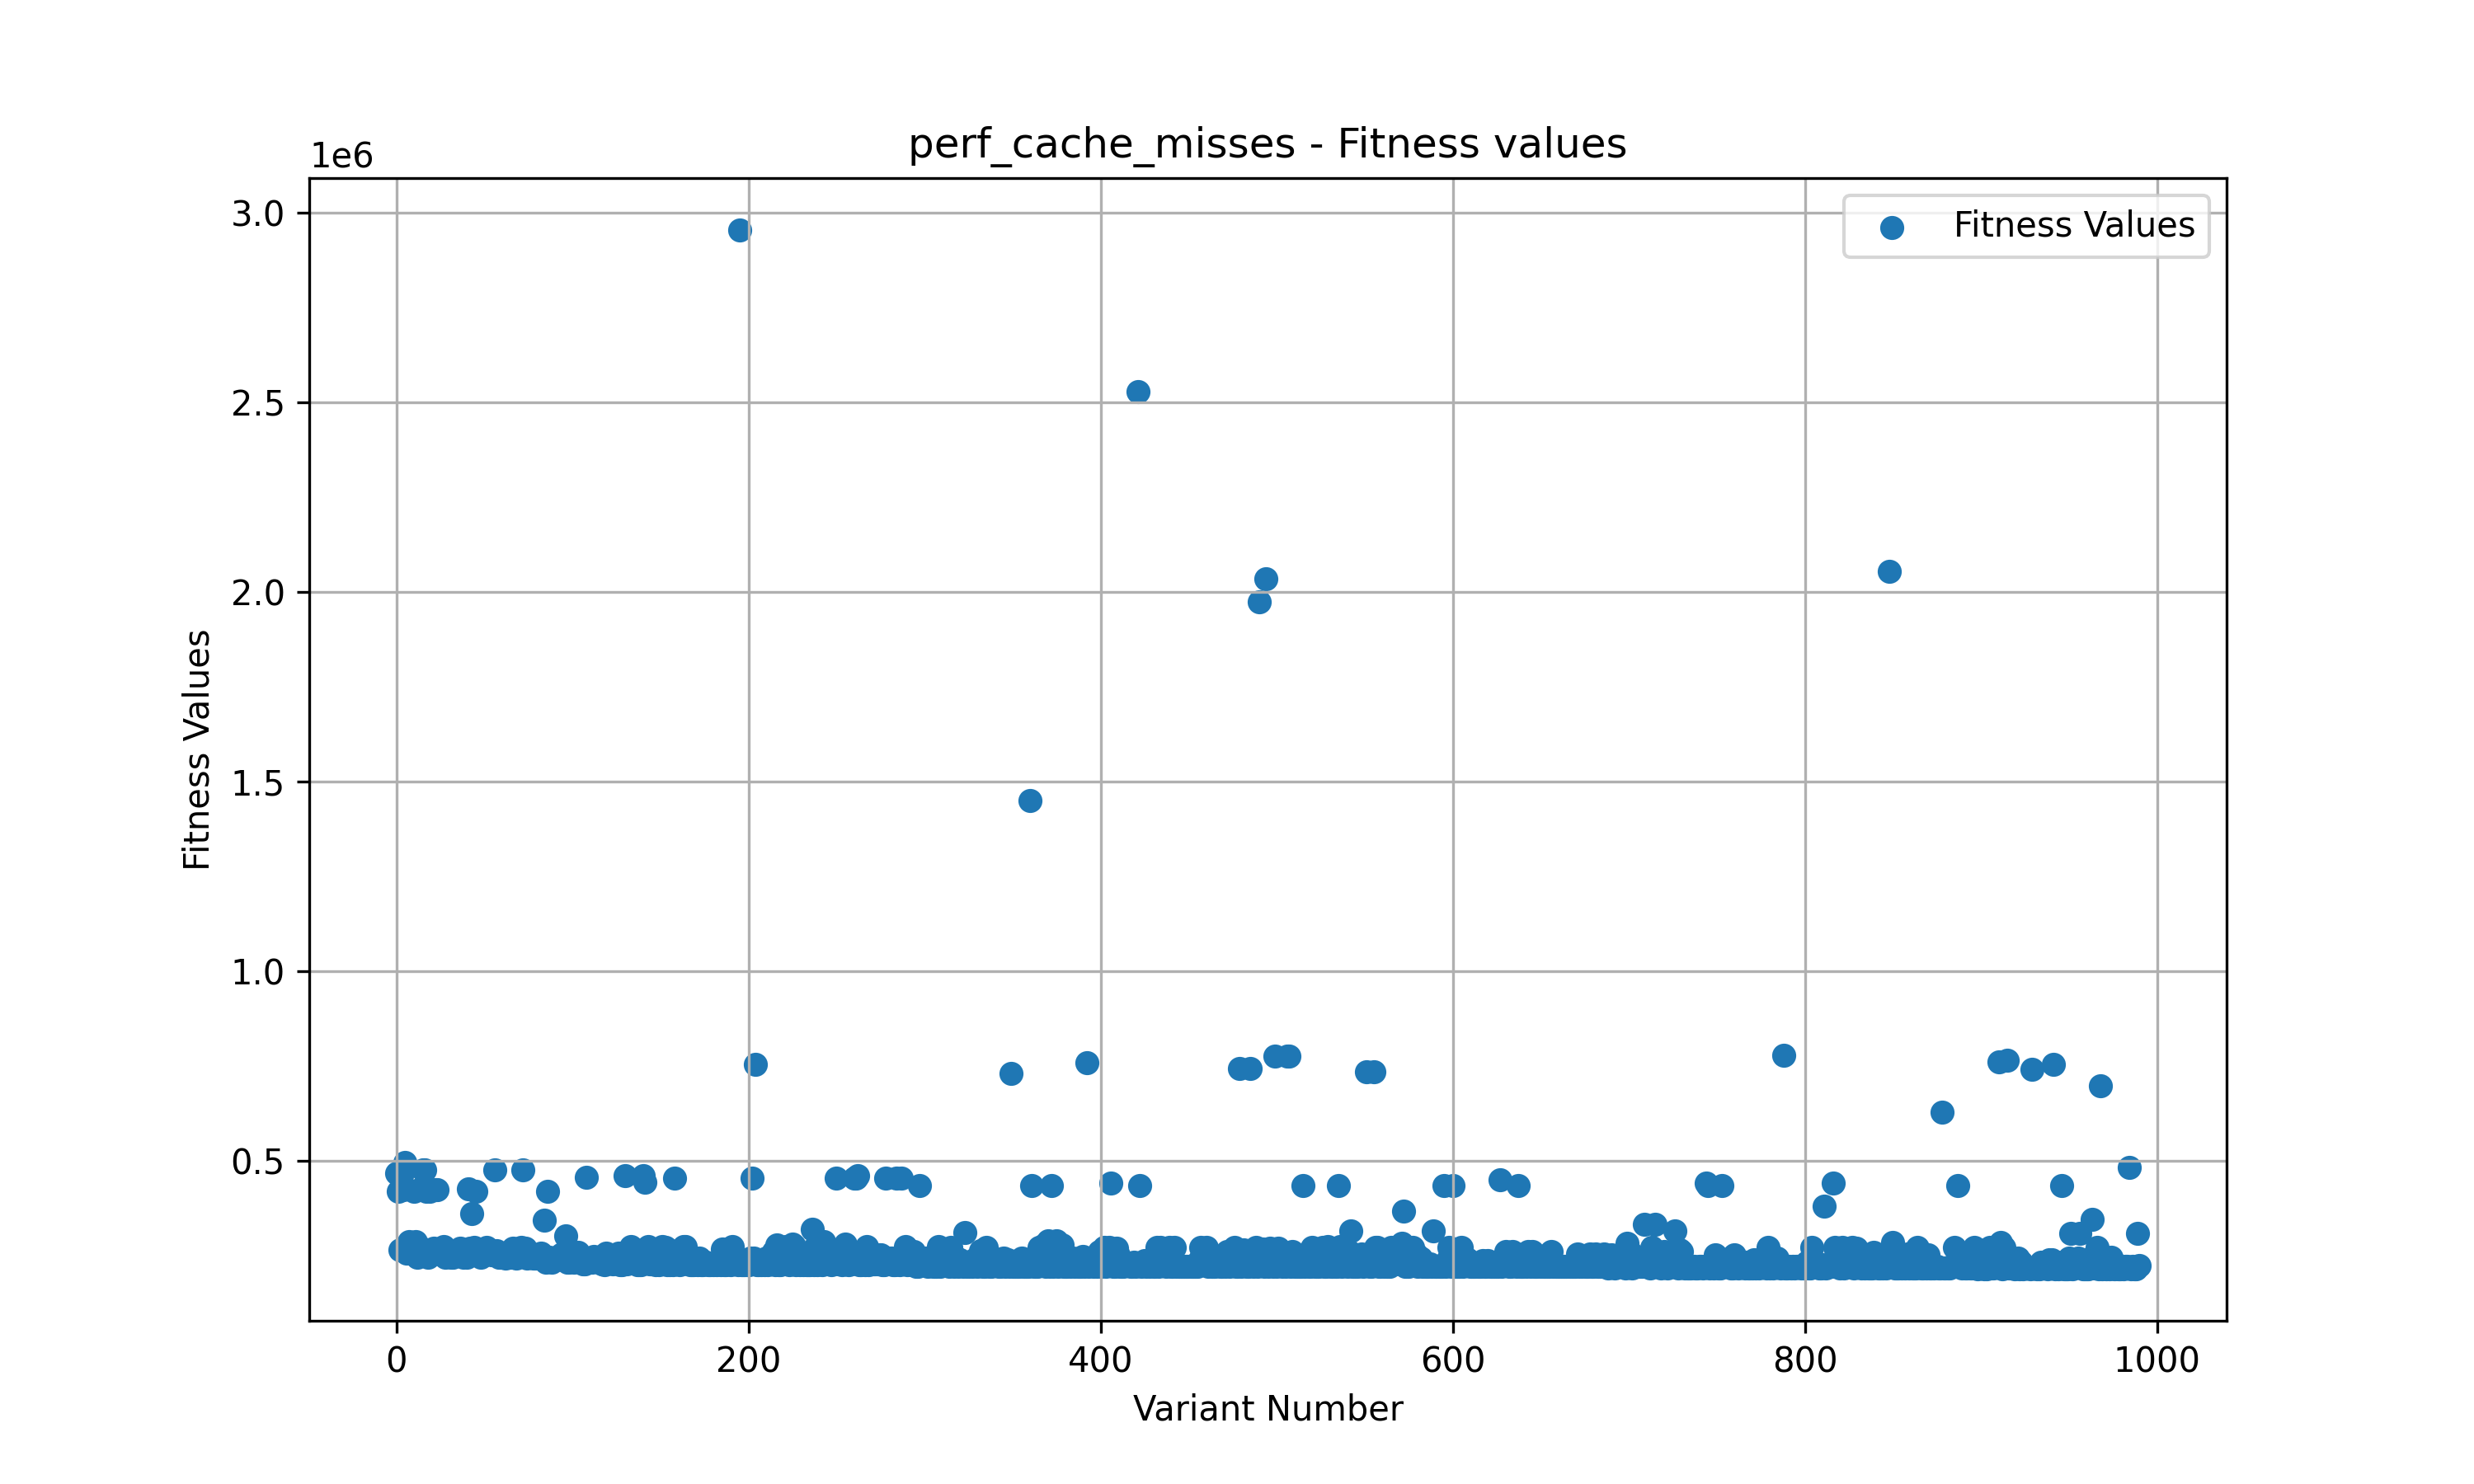 perf_cache_misses - Fitness values
1e6
Fitness Values
3.0
2.5
2.0
1.5
1.0
0.5
Fitness Values
0 200 400 600 800 1000
Variant Number